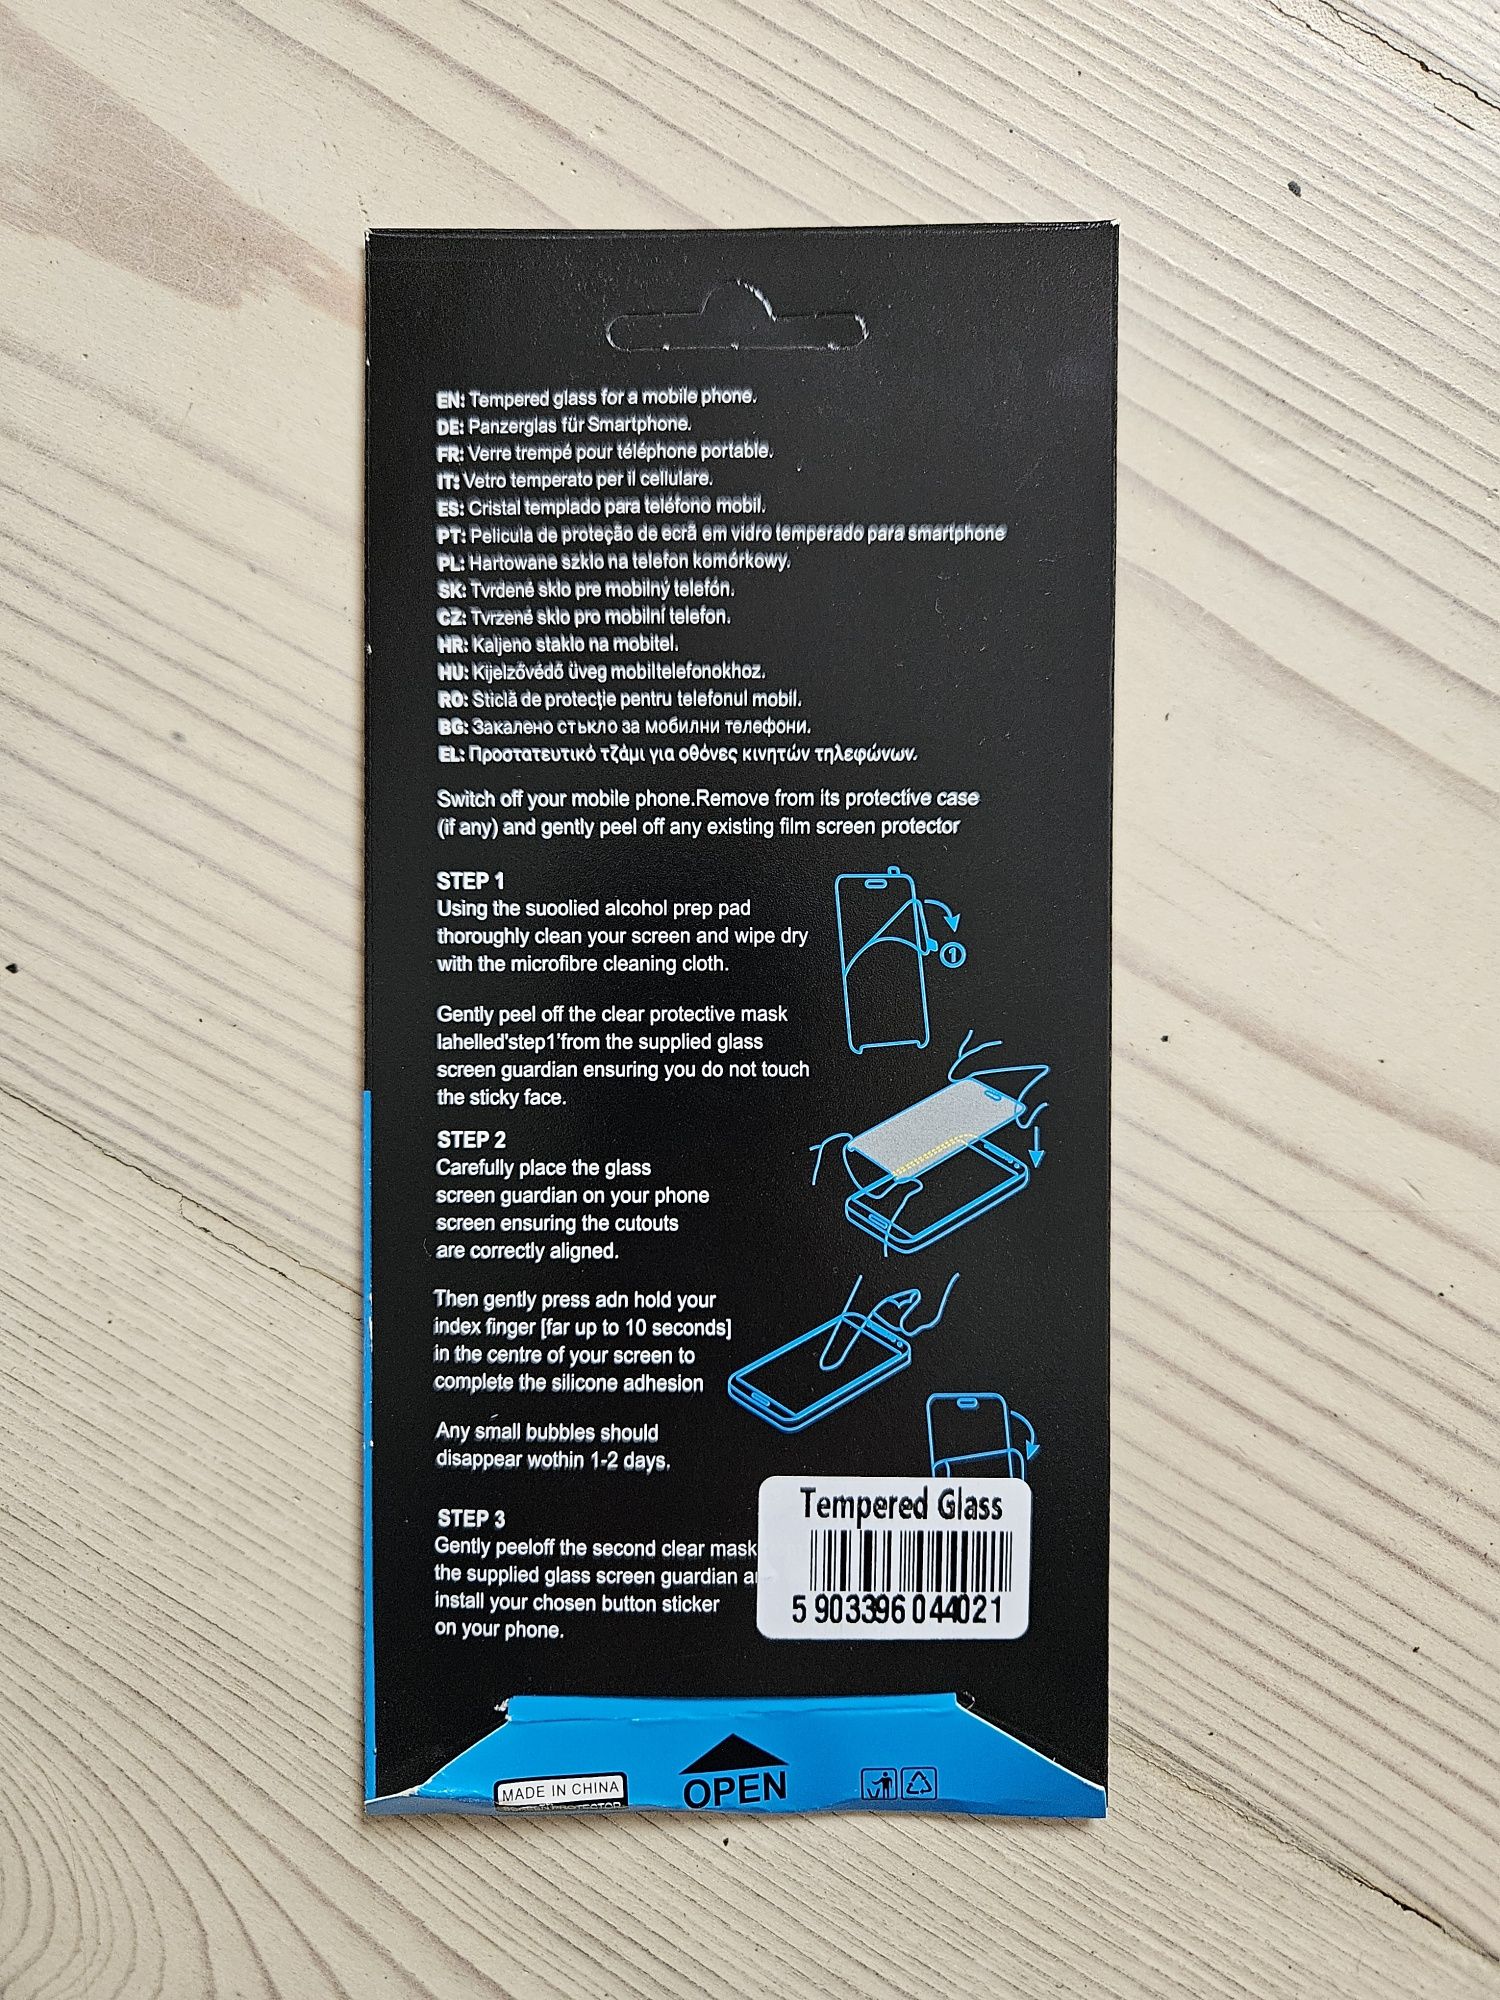 EN: Tempered glass for a mobile phone.
DE: Panzerglas für Smartphone.
FR: Verre trempé pour téléphone portable.
IT: Vetro temperato per il cellulare.
ES: Cristal templado para teléfono mobil.
PT: Pelicula de proteção de ecrã em vidro temperado para smartphone
PL: Hartowane szkło na telefon komórkowy.
SK: Tvrdené sklo pre mobilný telefón.
CZ: Tvrzené sklo pro mobilní telefon.
HR: Kaljeno staklo na mobitel.
HU: Kijelzővédő üveg mobiltelefonokhoz.
RO: Sticlă de protecție pentru telefonul mobil.
BG: Закалено стъкло за мобилни телефони.
EL: Προστατευτικό τζάμι για οθόνες κινητών τηλεφώνων.
Switch off your mobile phone.Remove from its protective case
(if any) and gently peel off any existing film screen protector
STEP 1
Using the suoolied alcohol prep pad
thoroughly clean your screen and wipe dry
with the microfibre cleaning cloth.
1
Gently peel off the clear protective mask
lahelled'step1'from the supplied glass
screen guardian ensuring you do not touch
the sticky face.
STEP 2
Carefully place the glass
screen guardian on your phone
screen ensuring the cutouts
are correctly aligned.
Then gently press adn hold your
index finger [far up to 10 seconds]
in the centre of your screen to
complete the silicone adhesion
Any small bubbles should
disappear wothin 1-2 days.
STEP 3
Gently peeloff the second clear mask
the supplied glass screen guardian
install your chosen button sticker
on your phone.
Tempered Glass
5 903396 044021
OPEN
MADE IN CHINA